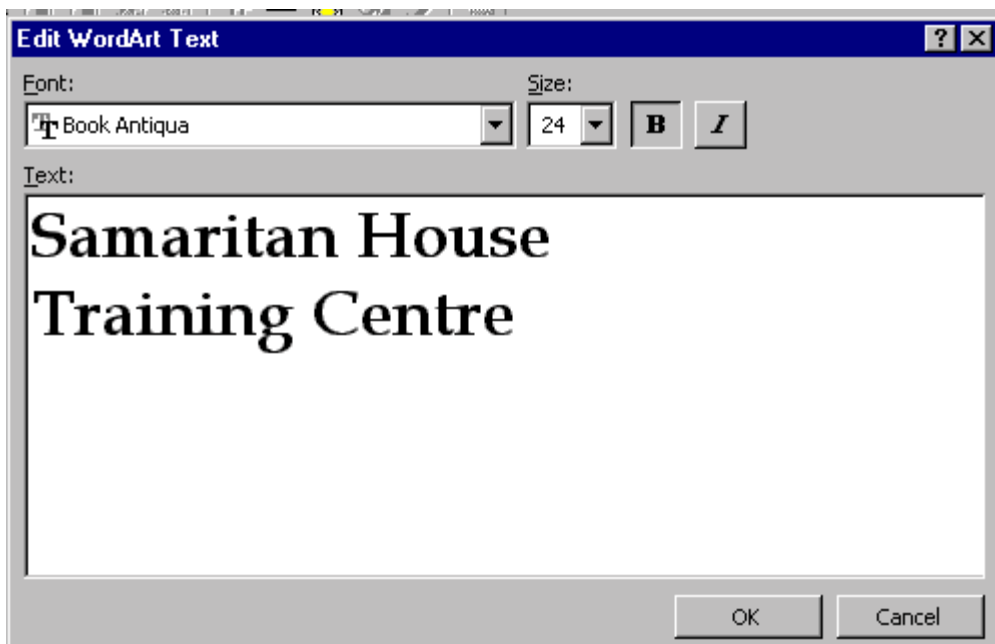 Edit WordArt Text
Font:
Size:
Book Antiqua
24
B
I
Text:
Samaritan House
Training Centre
OK
Cancel